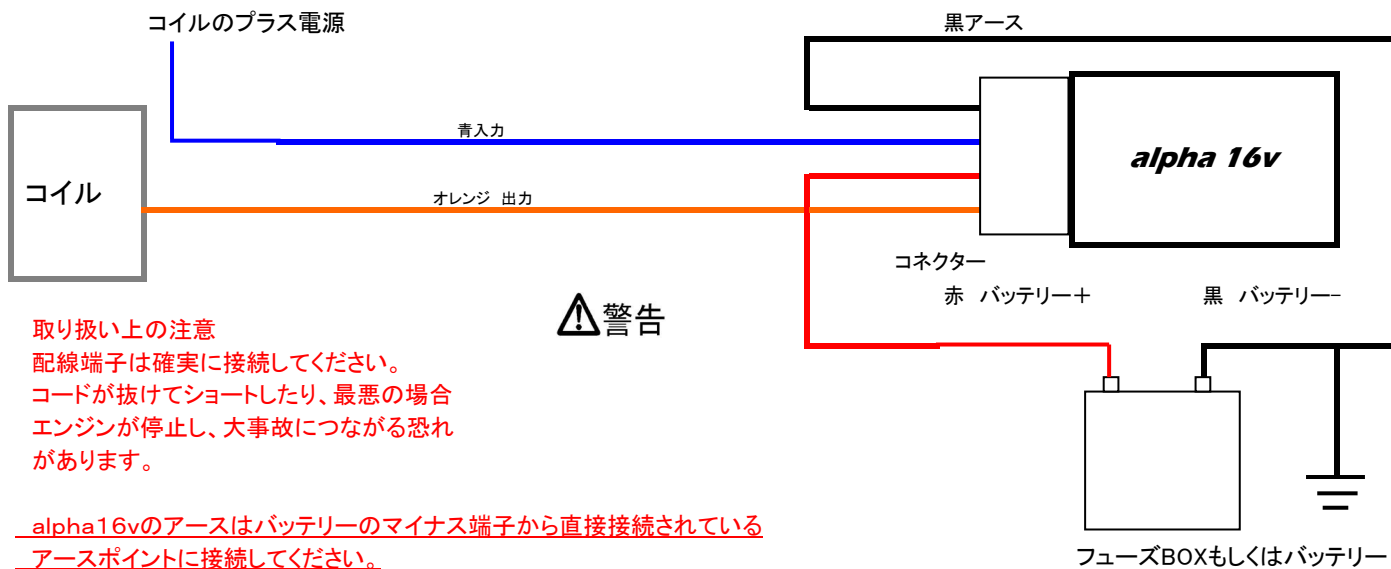 コイルのプラス電源
黒アース
青入力
alpha 16v
コイル
オレンジ 出力
コネクター
赤 バッテリー＋
黒 バッテリー−
警告
取り扱い上の注意
配線端子は確実に接続してください。
コードが抜けてショートしたり、最悪の場合
エンジンが停止し、大事故につながる恐れ
があります。
alpha16vのアースはバッテリーのマイナス端子から直接接続されている
アースポイントに接続してください。
フューズBOXもしくはバッテリー